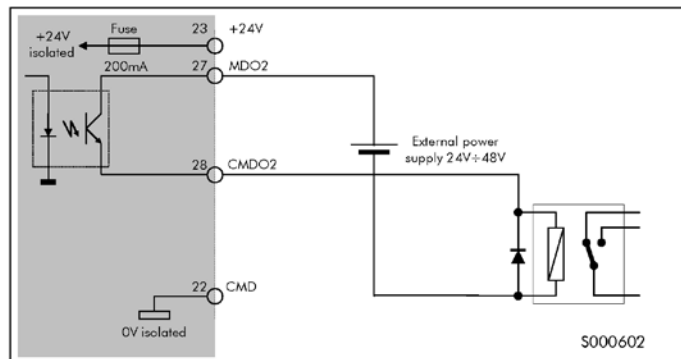 Fuse
23
+24V
+24V
isolated
200mA
27
MDO2
External power
supply 24V÷48V
28
CMDO2
22
CMD
0V isolated
S000602